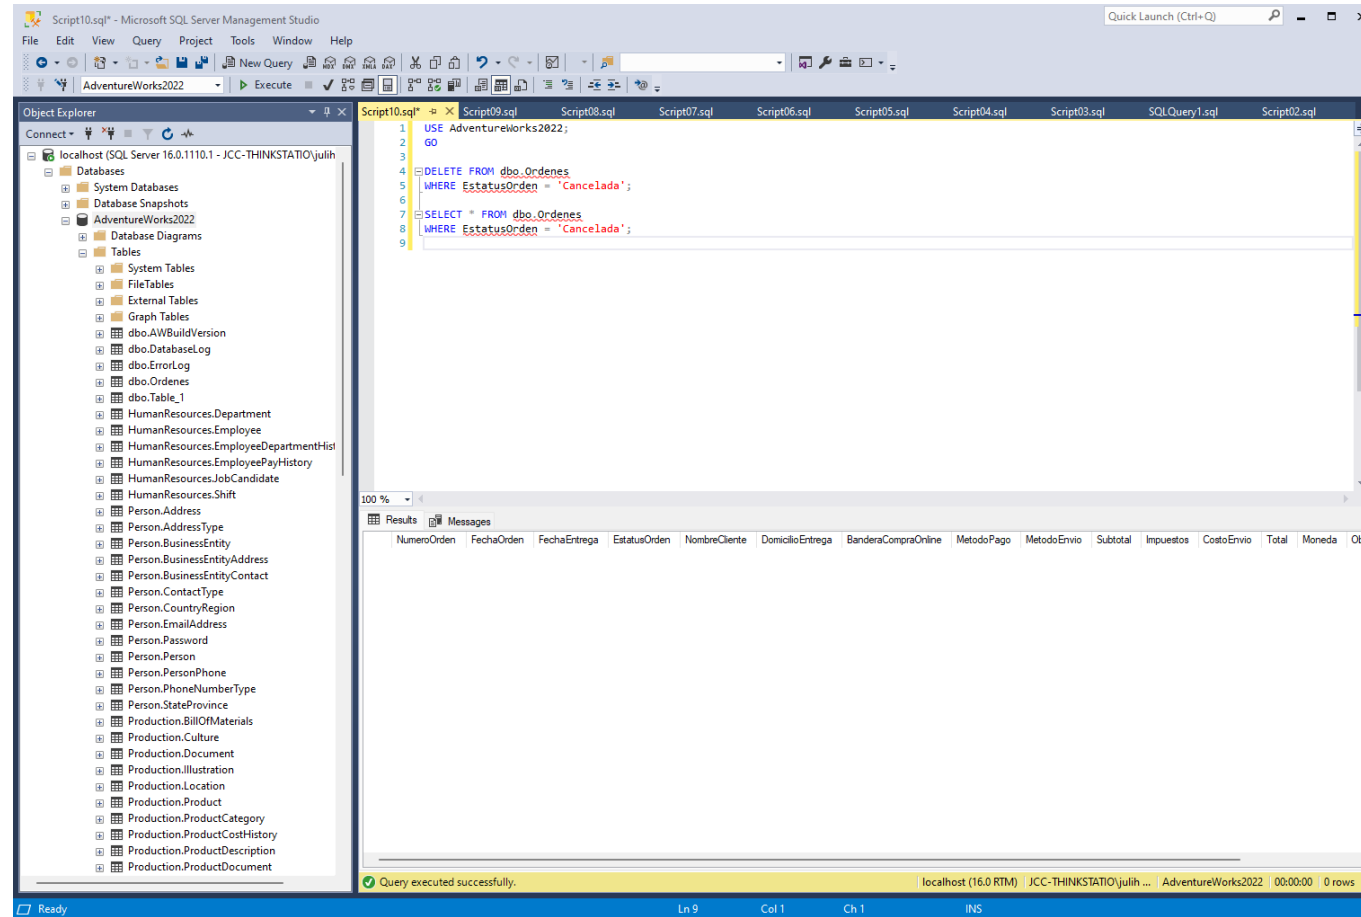 Script10.sql* - Microsoft SQL Server Management Studio
Quick Launch (Ctrl+Q)
File Edit View Query Project Tools Window Help
New Query
AdventureWorks2022 Execute
Object Explorer
Connect
localhost (SQL Server 16.0.1110.1 - JCC-THINKSTATIO\julih
Databases
System Databases
Database Snapshots
AdventureWorks2022
Database Diagrams
Tables
System Tables
FileTables
External Tables
Graph Tables
dbo.AWBuildVersion
dbo.DatabaseLog
dbo.ErrorLog
dbo.Ordenes
dbo.Table_1
HumanResources.Department
HumanResources.Employee
HumanResources.EmployeeDepartmentHist
HumanResources.EmployeePayHistory
HumanResources.JobCandidate
HumanResources.Shift
Person.Address
Person.AddressType
Person.BusinessEntity
Person.BusinessEntityAddress
Person.BusinessEntityContact
Person.ContactType
Person.CountryRegion
Person.EmailAddress
Person.Password
Person.Person
Person.PersonPhone
Person.PhoneNumberType
Person.StateProvince
Production.BillOfMaterials
Production.Culture
Production.Document
Production.Illustration
Production.Location
Production.Product
Production.ProductCategory
Production.ProductCostHistory
Production.ProductDescription
Production.ProductDocument
Script10.sql* Script09.sql Script08.sql Script07.sql Script06.sql Script05.sql Script04.sql Script03.sql SQLQuery1.sql Script02.sql
1 USE AdventureWorks2022;
2 GO
3
4 DELETE FROM dbo.Ordenes
5 WHERE EstatusOrden = 'Cancelada';
6
7 SELECT * FROM dbo.Ordenes
8 WHERE EstatusOrden = 'Cancelada';
9
100 %
Results Messages
NumeroOrden FechaOrden FechaEntrega EstatusOrden NombreCliente DomicilioEntrega BanderaCompraOnline MetodoPago MetodoEnvio Subtotal Impuestos CostoEnvio Total Moneda Ob
Query executed successfully. localhost (16.0 RTM) JCC-THINKSTATIO\julih ... AdventureWorks2022 00:00:00 0 rows
Ready Ln 9 Col 1 Ch 1 INS